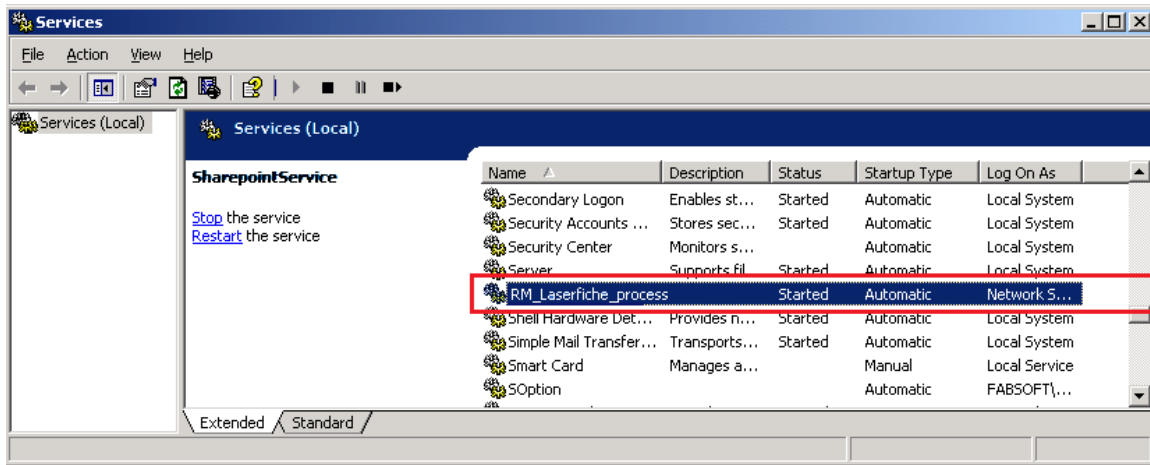 Services
File Action View Help
Services (Local)
Services (Local)
SharepointService
Stop the service
Restart the service
Name Description Status Startup Type Log On As
Secondary Logon Enables st... Started Automatic Local System
Security Accounts ... Stores sec... Started Automatic Local System
Security Center Monitors s... Automatic Local System
Server Supports fil... Started Automatic Local System
RM_Laserfiche_process Started Automatic Network S...
Shell Hardware Det... Provides n... Started Automatic Local System
Simple Mail Transfer... Transports... Started Automatic Local System
Smart Card Manages a... Manual Local Service
SOption Automatic FABSOFT\...
Extended Standard